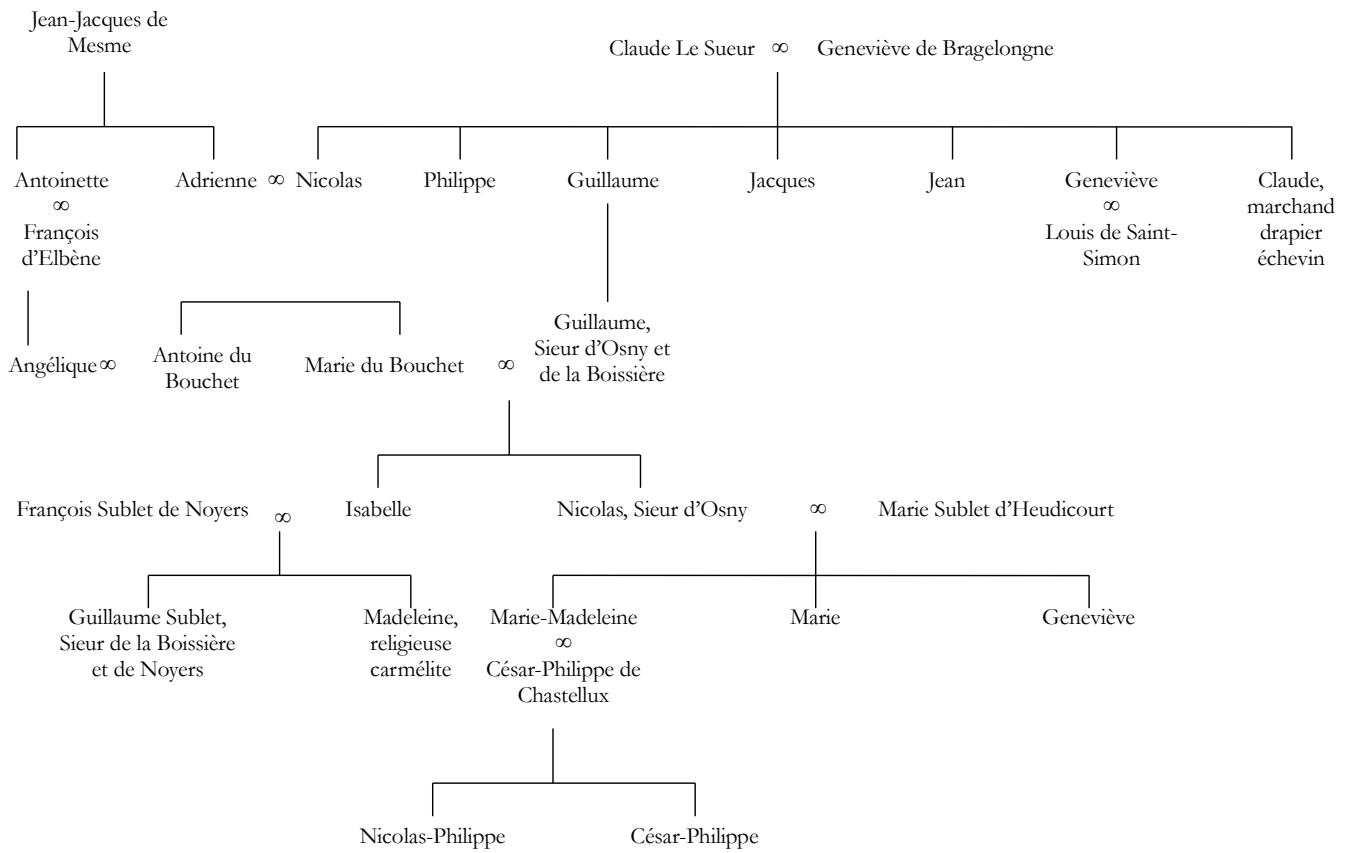 Jean-Jacques de
Mesme
Claude Le Sueur ∞ Geneviève de Bragelongne
Antoinette
∞
François
d’Elbène
Adrienne ∞ Nicolas
Philippe
Guillaume
Jacques
Jean
Geneviève
∞
Louis de Saint-
Simon
Claude,
marchand
drapier
échevin
Angélique ∞
Antoine du
Bouchet
Marie du Bouchet ∞
Guillaume,
Sieur d’Osny et
de la Boissière
François Sublet de Noyers ∞ Isabelle
Nicolas, Sieur d’Osny ∞ Marie Sublet d’Heudicourt
Guillaume Sublet,
Sieur de la Boissière
et de Noyers
Madeleine,
religieuse
carmélite
Marie-Madeleine
∞
César-Philippe de
Chastellux
Marie
Geneviève
Nicolas-Philippe
César-Philippe